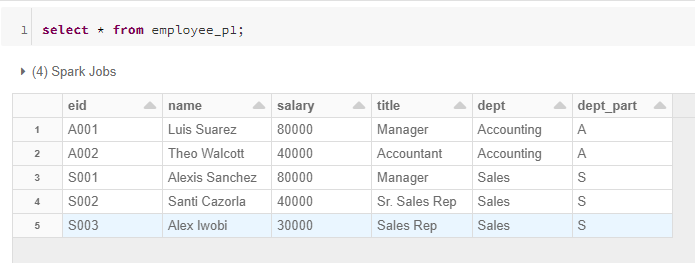 1 select * from employee_p1;
(4) Spark Jobs
eid name salary title dept dept_part
1 A001 Luis Suarez 80000 Manager Accounting A
2 A002 Theo Walcott 40000 Accountant Accounting A
3 S001 Alexis Sanchez 80000 Manager Sales S
4 S002 Santi Cazorla 40000 Sr. Sales Rep Sales S
5 S003 Alex Iwobi 30000 Sales Rep Sales S